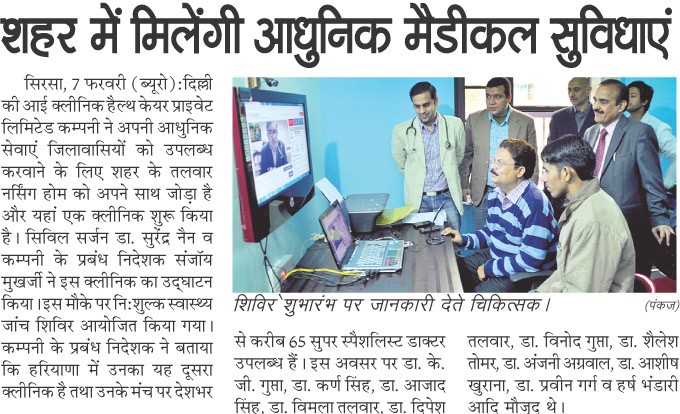 शहर में मिलेंगी आधुनिक मैडीकल सुविधाएं
सिरसा, 7 फरवरी (ब्यूरो):दिल्ली
की आई क्लीनिक हैल्थ केयर प्राइवेट
लिमिटेड कम्पनी ने अपनी आधुनिक
सेवाएं जिलावासियों को उपलब्ध
करवाने के लिए शहर के तलवार
नर्सिंग होम को अपने साथ जोड़ा है
और यहां एक क्लीनिक शुरू किया
है। सिविल सर्जन डा. सुरेंद्र नैन व
कम्पनी के प्रबंध निदेशक संजॉय
मुखर्जी ने इस क्लीनिक का उद्घाटन
किया।इस मौके पर नि:शुल्क स्वास्थ्य
जांच शिविर आयोजित किया गया।
कम्पनी के प्रबंध निदेशक ने बताया
कि हरियाणा में उनका यह दूसरा
क्लीनिक है तथा उनके मंच पर देशभर
शिविर शुभारंभ पर जानकारी देते चिकित्सक।
(पंकज)
से करीब 65 सुपर स्पैशलिस्ट डाक्टर
उपलब्ध हैं। इस अवसर पर डा. के.
जी. गुप्ता, डा. कर्ण सिंह, डा. आजाद
सिंह, डा. विमला तलवार, डा. दिपेश
तलवार, डा. विनोद गुप्ता, डा. शैलेश
तोमर, डा. अंजनी अग्रवाल, डा. आशीष
खुराना, डा. प्रवीन गर्ग व हर्ष भंडारी
आदि मौजूद थे।